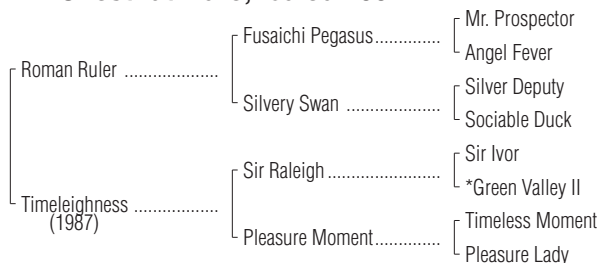 Mr. Prospector
Fusaichi Pegasus..............
Angel Fever
Roman Ruler ....................
Silver Deputy
Silvery Swan ....................
Sociable Duck
Sir Ivor
Sir Raleigh ........................
*Green Valley II
Timeleighness ..................
(1987)
Timeless Moment
Pleasure Moment..............
Pleasure Lady